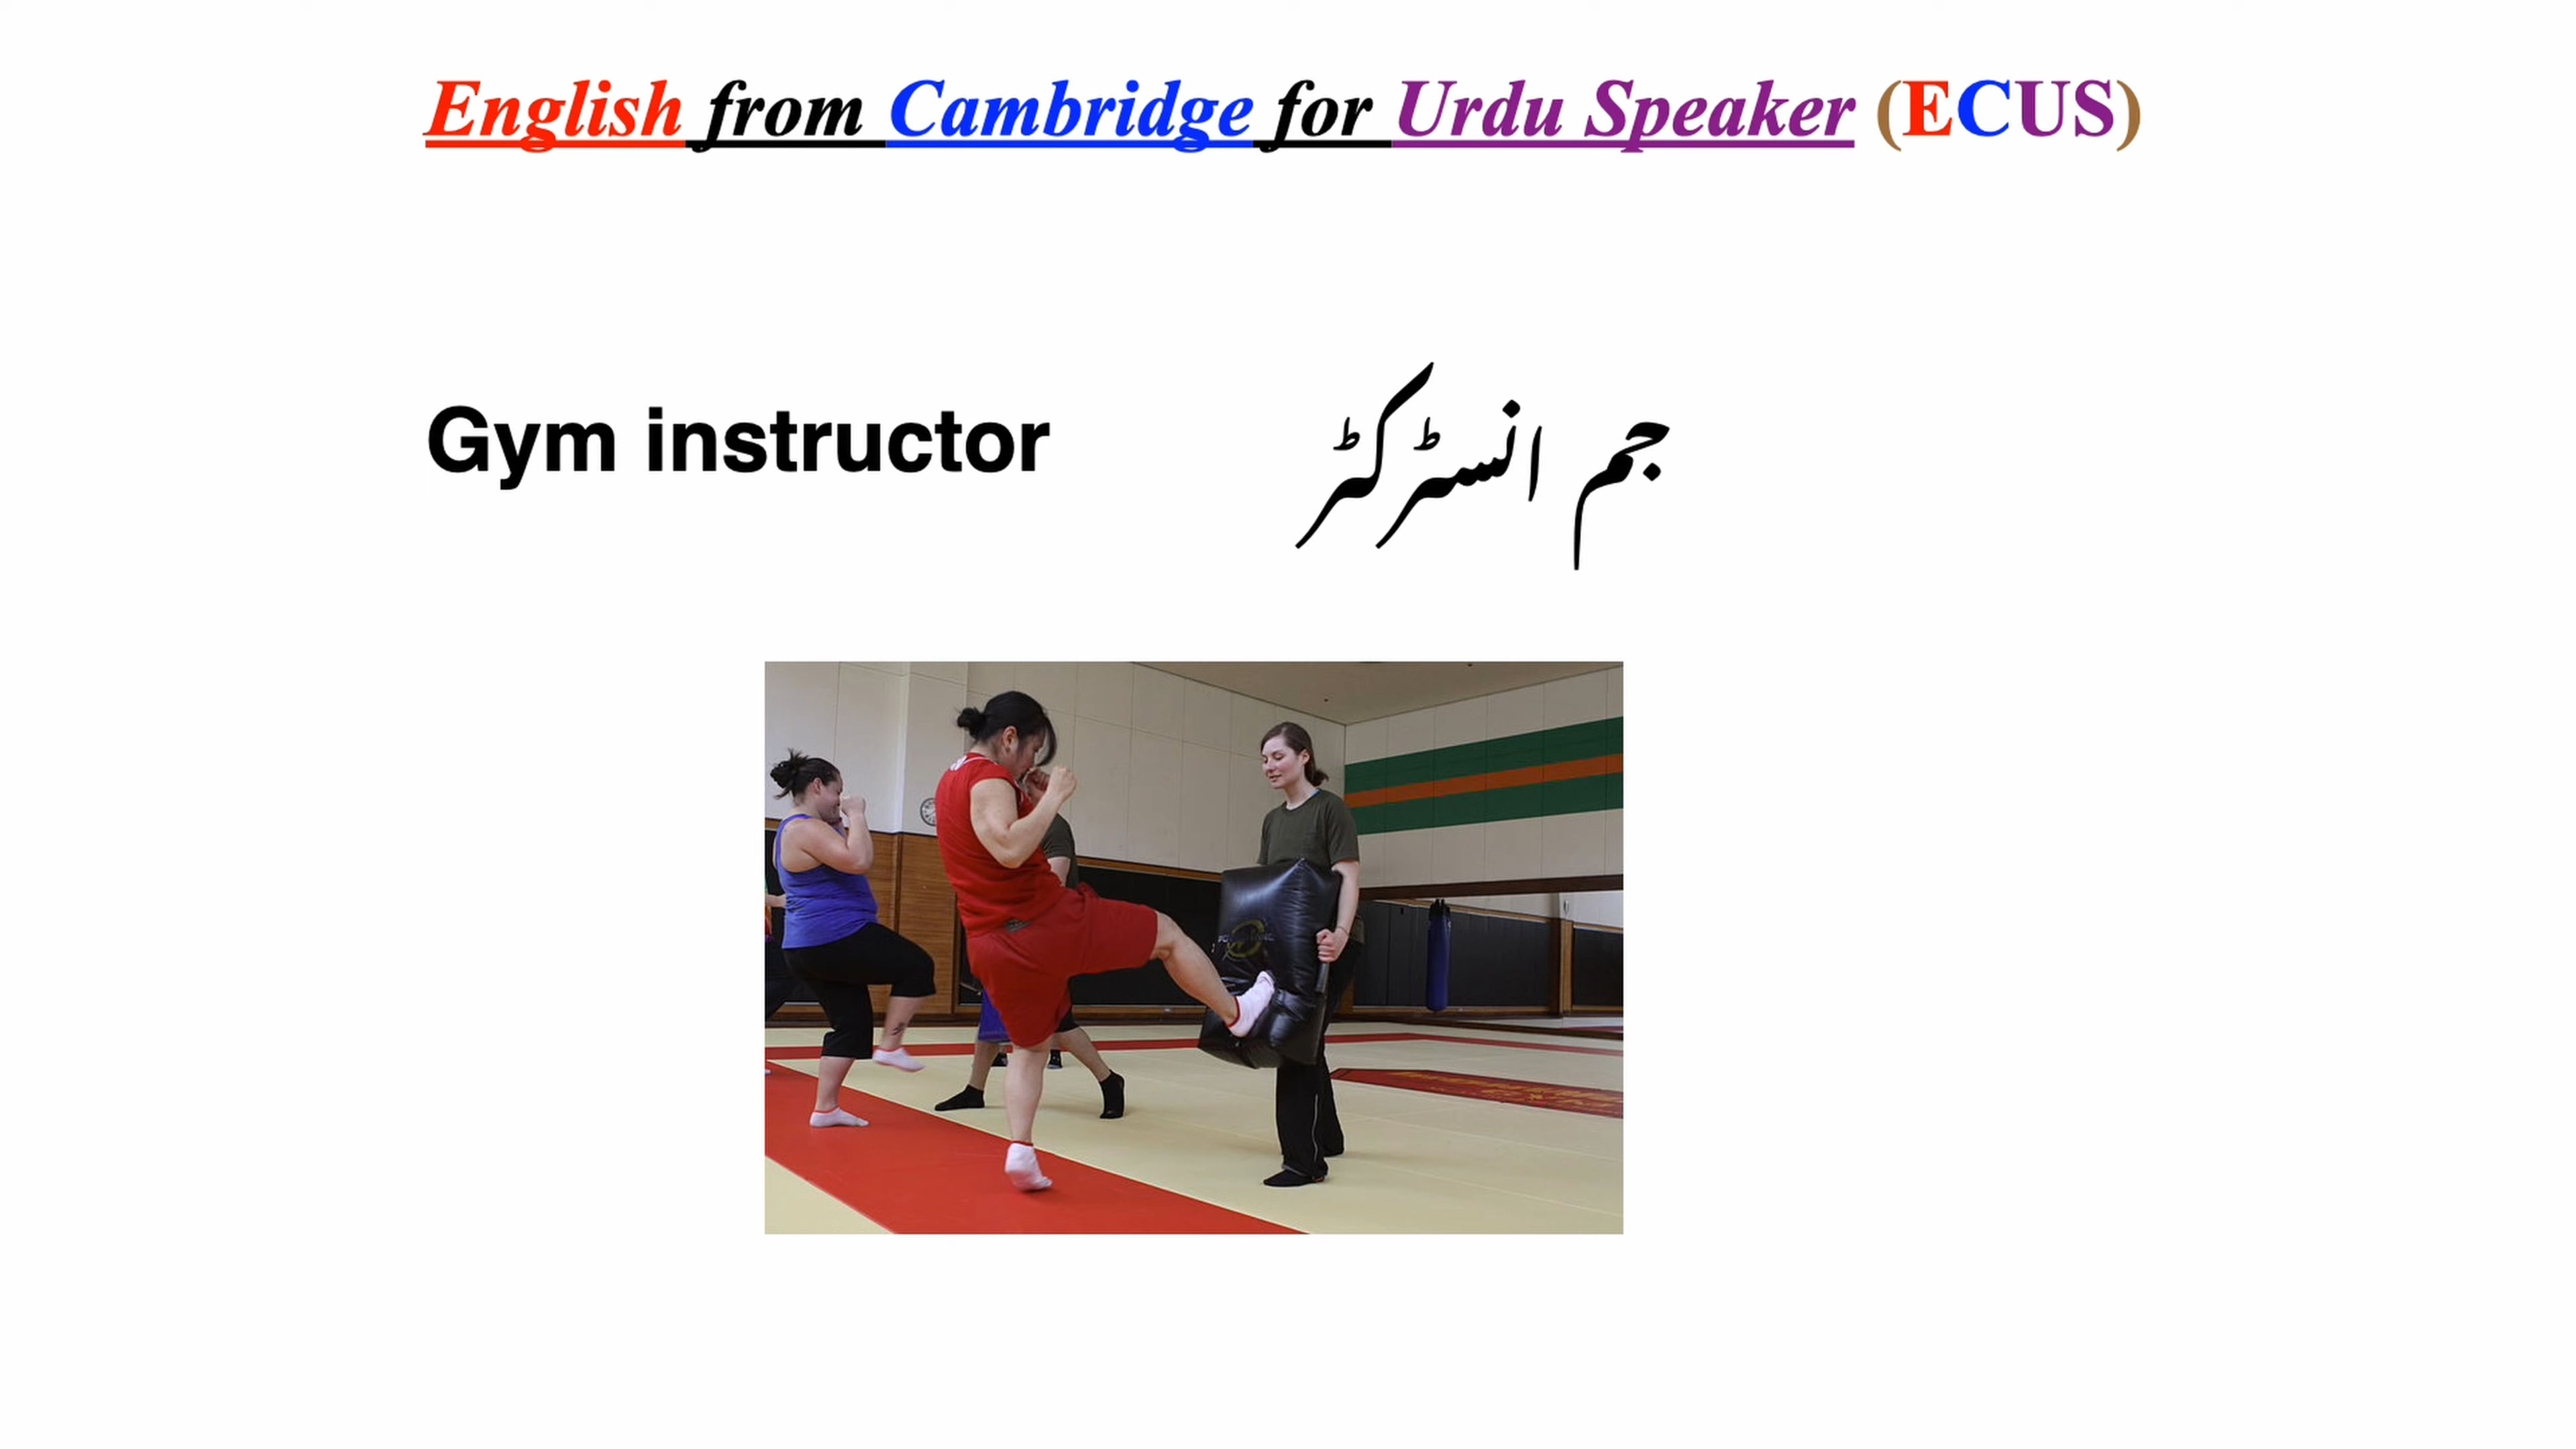 English from Cambridge for Urdu Speaker (ECUS)
Gym instructor
جم انسٹرکٹر